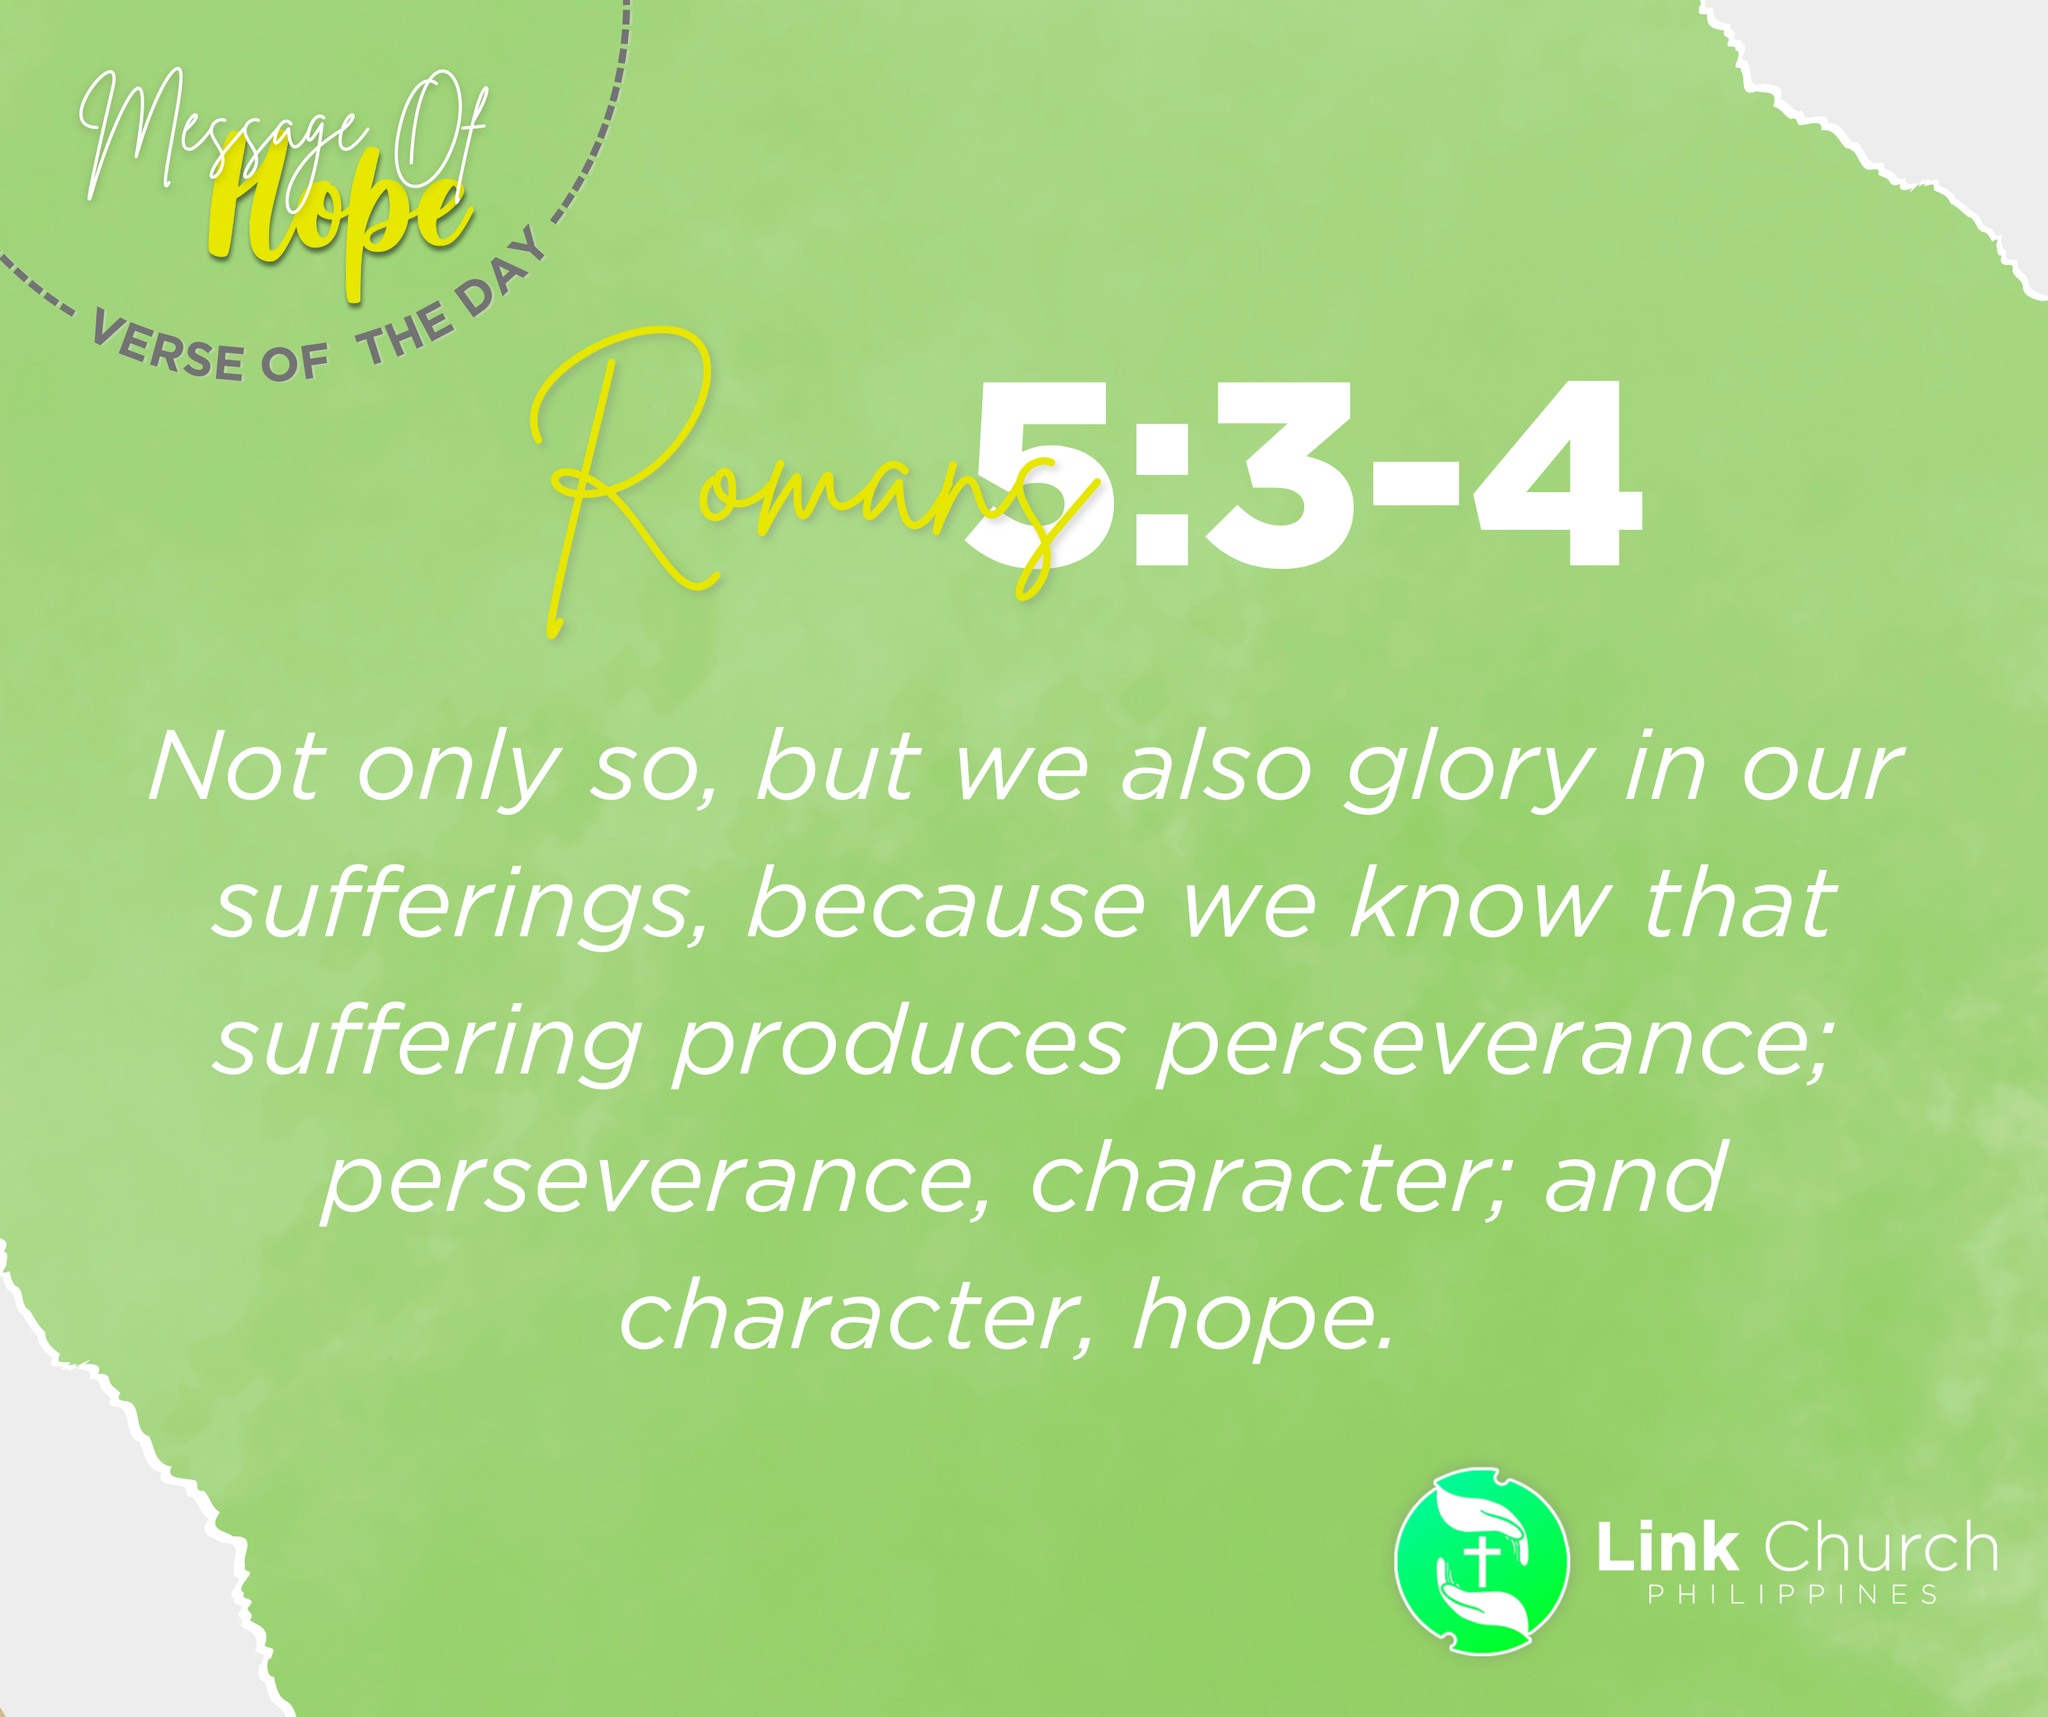 Message Of
Hope
VERSE OF THE DAY
Romans 5:3-4
Not only so, but we also glory in our
sufferings, because we know that
suffering produces perseverance;
perseverance, character; and
character, hope.
Link Church
PHILIPPINES